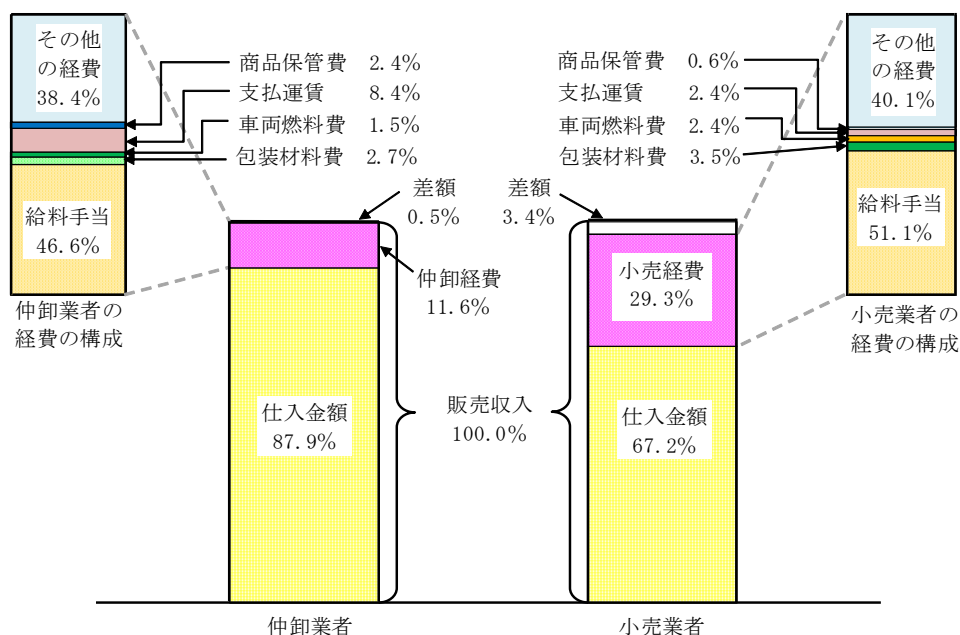 その他
の経費
38.4%
商品保管費 2.4%
支払運賃 8.4%
車両燃料費 1.5%
包装材料費 2.7%
給料手当
46.6%
仲卸業者の
経費の構成
その他
の経費
40.1%
商品保管費 0.6%
支払運賃 2.4%
車両燃料費 2.4%
包装材料費 3.5%
給料手当
51.1%
小売業者の
経費の構成
差額
0.5%
仲卸経費
11.6%
仕入金額
87.9%
販売収入
100.0%
差額
3.4%
小売経費
29.3%
仕入金額
67.2%
仲卸業者
小売業者